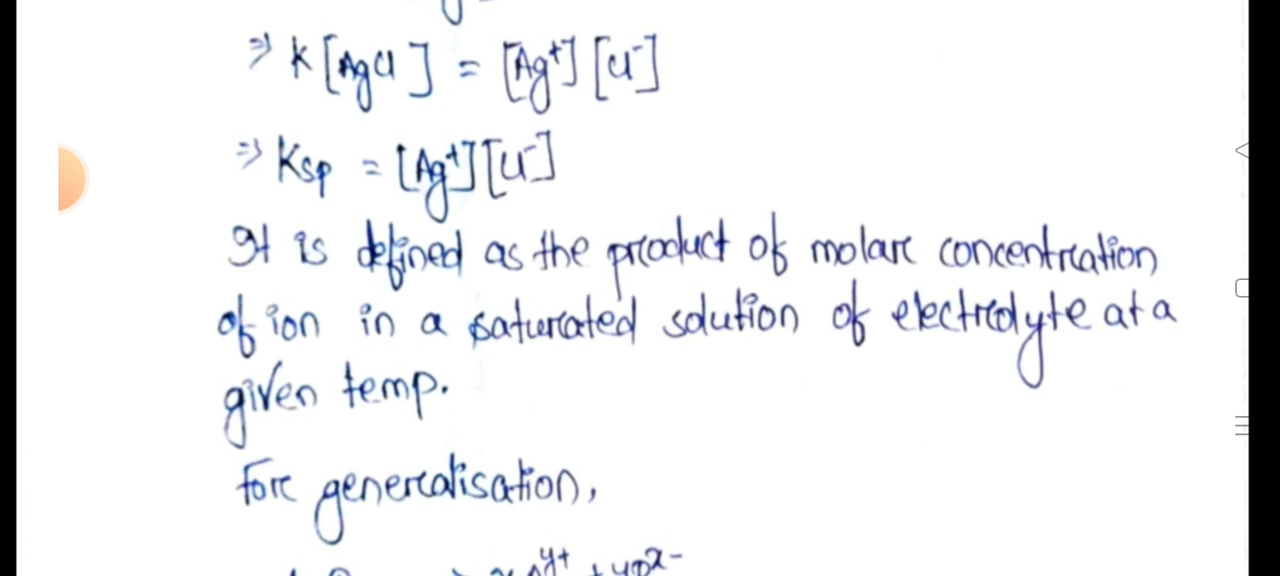 ⇒ K [AgCl] = [Ag⁺] [Cl⁻]
⇒ Ksp = [Ag⁺][Cl⁻]
It is defined as the product of molar concentration
of ion in a saturated solution of electrolyte at a
given temp.
For generalisation,